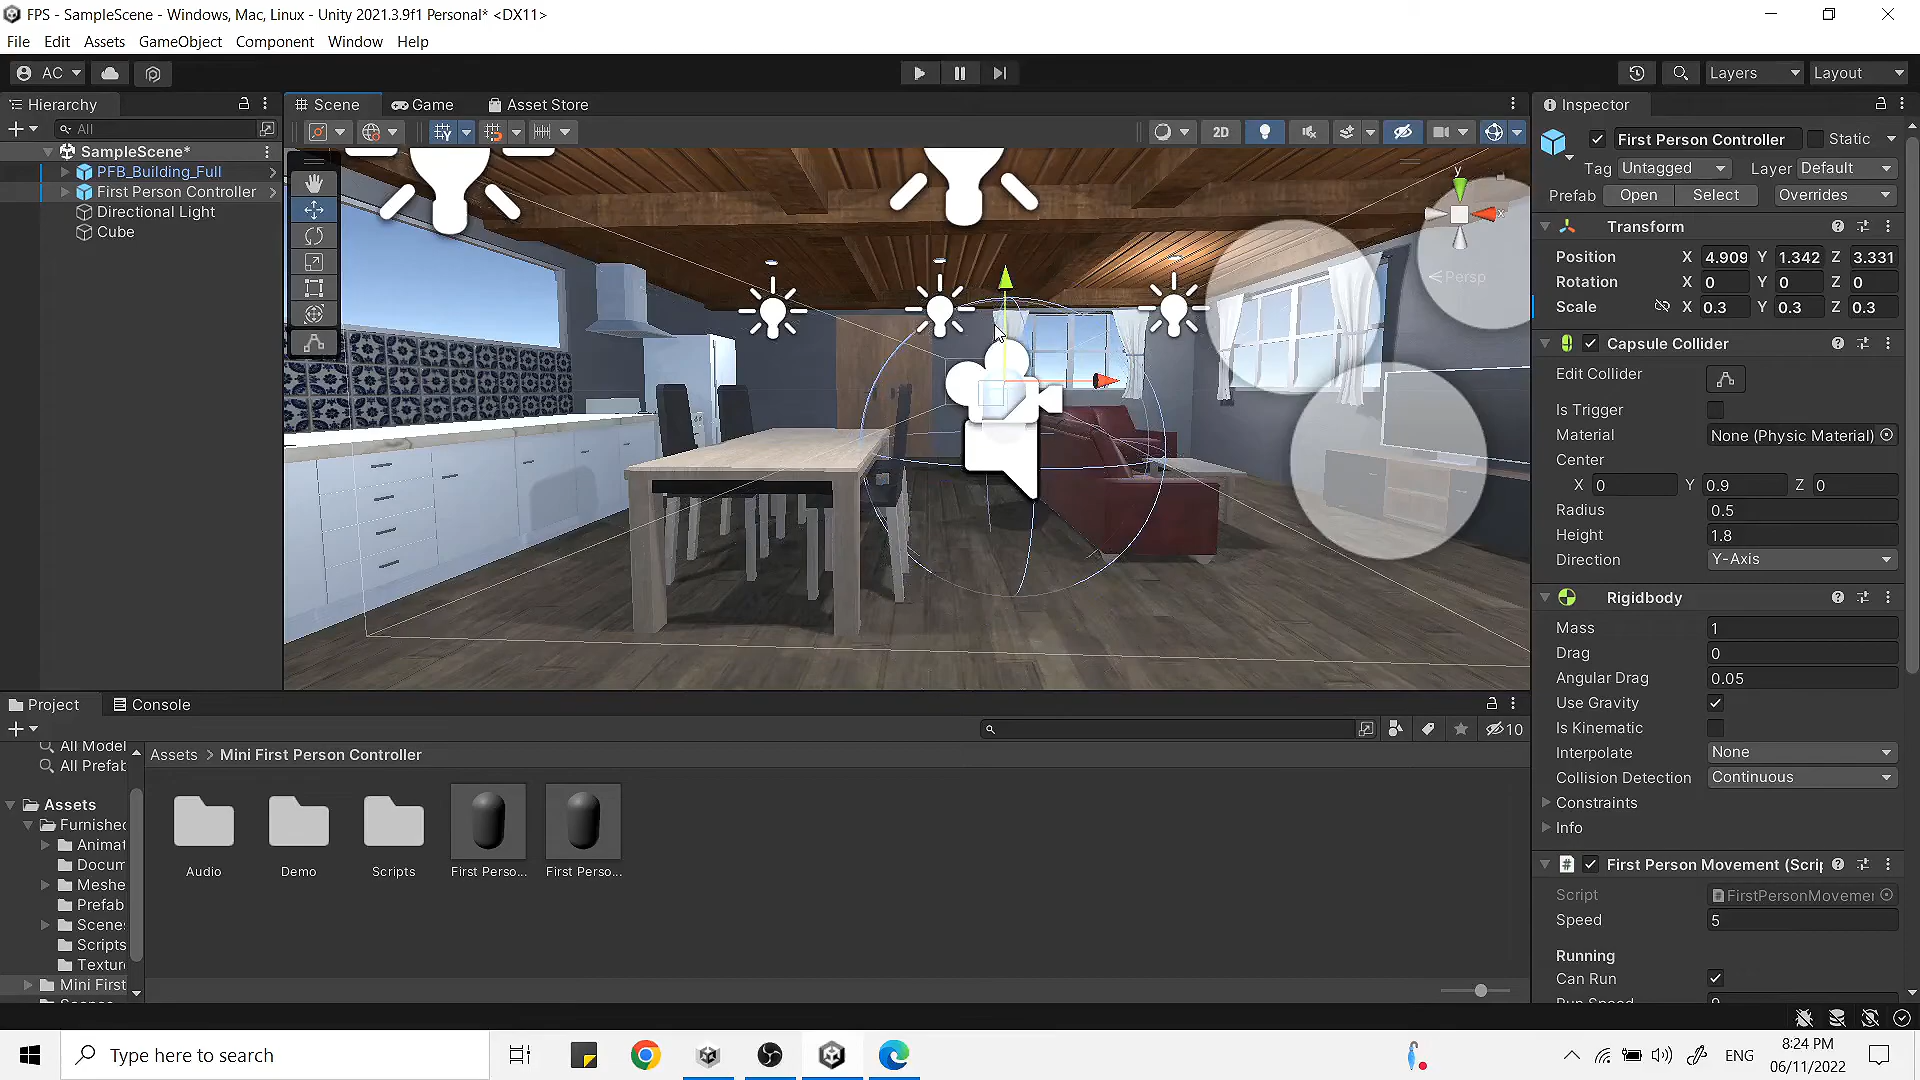 FPS - SampleScene - Windows, Mac, Linux - Unity 2021.3.9f1 Personal* <DX11>
File Edit Assets GameObject Component Window Help
AC
Layers Layout
Hierarchy
All
SampleScene*
PFB_Building_Full
First Person Controller
Directional Light
Cube
Scene Game Asset Store
2D
y
x
Persp
Inspector
First Person Controller Static
Tag Untagged Layer Default
Prefab Open Select Overrides
Transform
Position X 4.909 Y 1.342 Z 3.331
Rotation X 0 Y 0 Z 0
Scale X 0.3 Y 0.3 Z 0.3
Capsule Collider
Edit Collider
Is Trigger
Material None (Physic Material)
Center
X 0 Y 0.9 Z 0
Radius 0.5
Height 1.8
Direction Y-Axis
Rigidbody
Mass 1
Drag 0
Angular Drag 0.05
Use Gravity
Is Kinematic
Interpolate None
Collision Detection Continuous
Constraints
Info
First Person Movement (Scrip
Script FirstPersonMovemen
Speed 5
Running
Can Run
Project Console
10
All Model
All Prefab
Assets
Furnished
Animat
Docum
Meshe
Prefab
Scene
Scripts
Textur
Mini First
Assets > Mini First Person Controller
Audio Demo Scripts First Perso... First Perso...
Type here to search
ENG
8:24 PM
06/11/2022